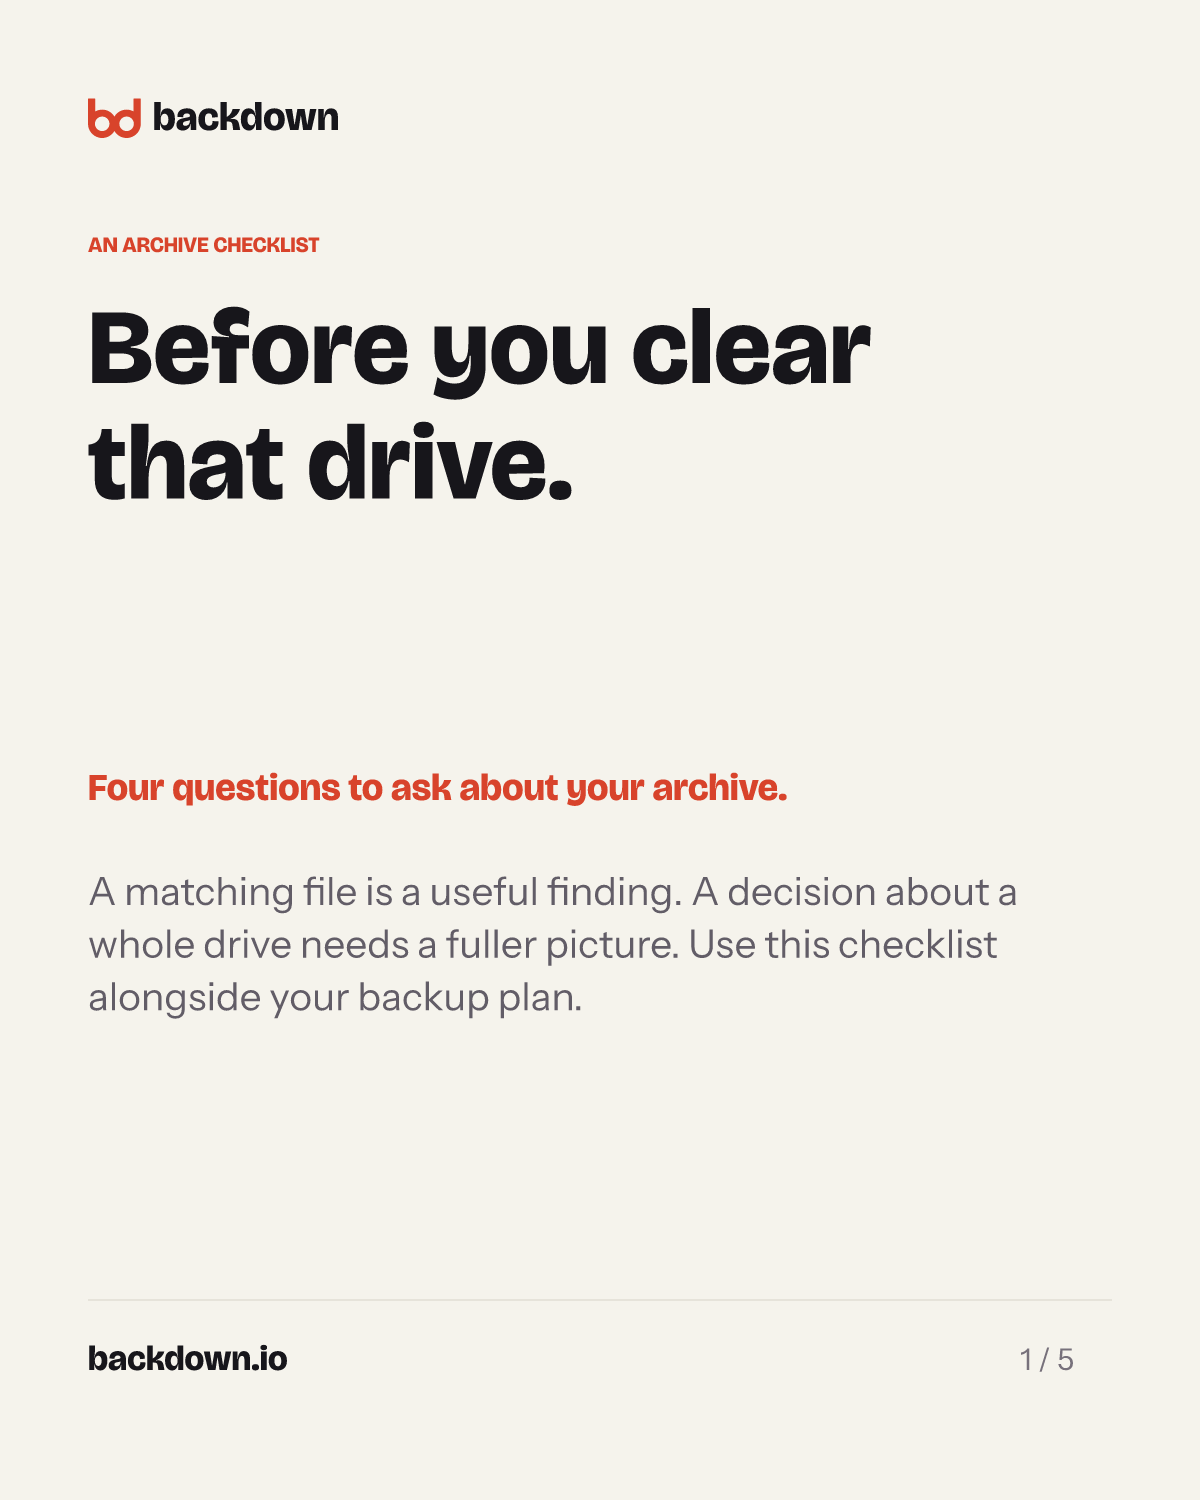 bd backdown
AN ARCHIVE CHECKLIST
Before you clear
that drive.
Four questions to ask about your archive.
A matching file is a useful finding. A decision about a
whole drive needs a fuller picture. Use this checklist
alongside your backup plan.
backdown.io
1 / 5